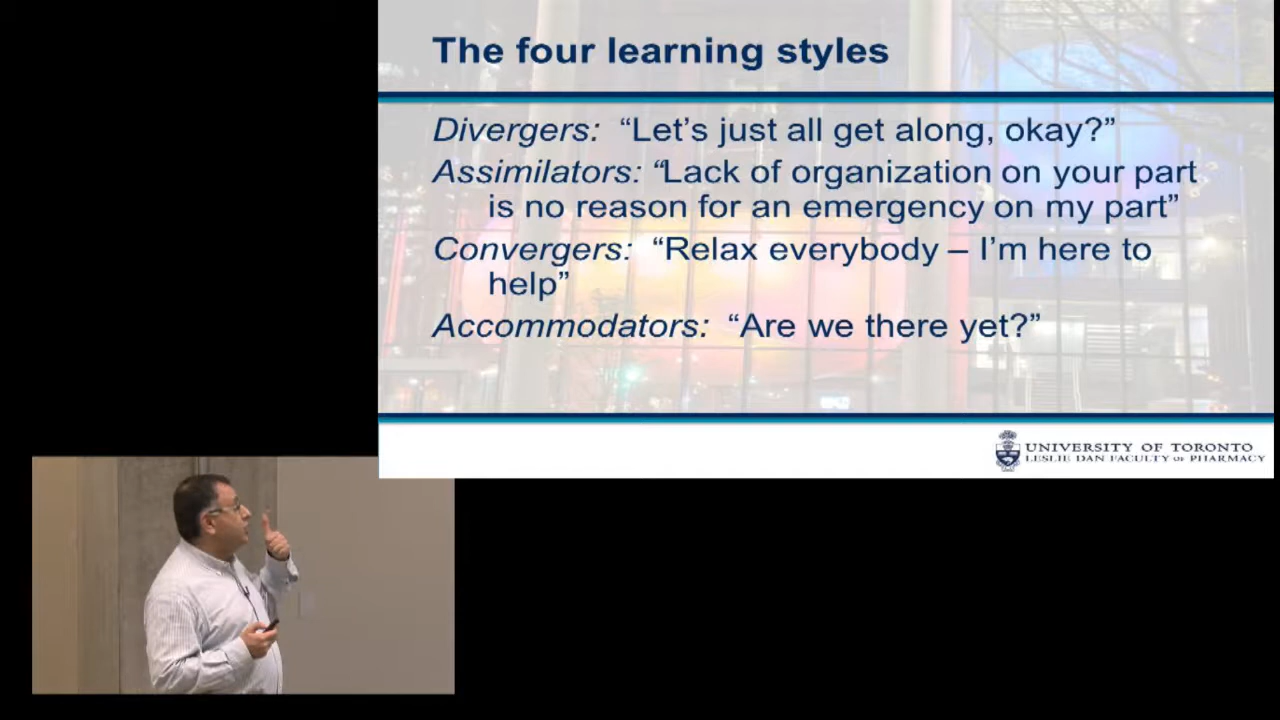 The four learning styles
Divergers: “Let’s just all get along, okay?”
Assimilators: “Lack of organization on your part
is no reason for an emergency on my part”
Convergers: “Relax everybody – I’m here to
help”
Accommodators: “Are we there yet?”
UNIVERSITY OF TORONTO
LESLIE DAN FACULTY OF PHARMACY